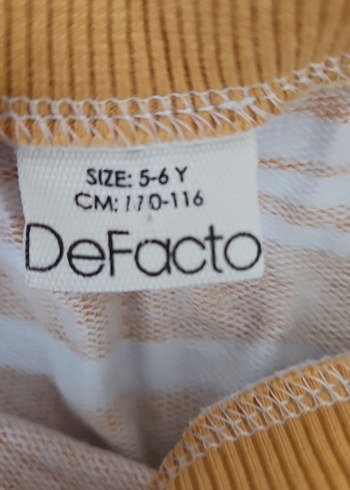 SIZE: 5-6 Y
CM: 110-116
DeFacto